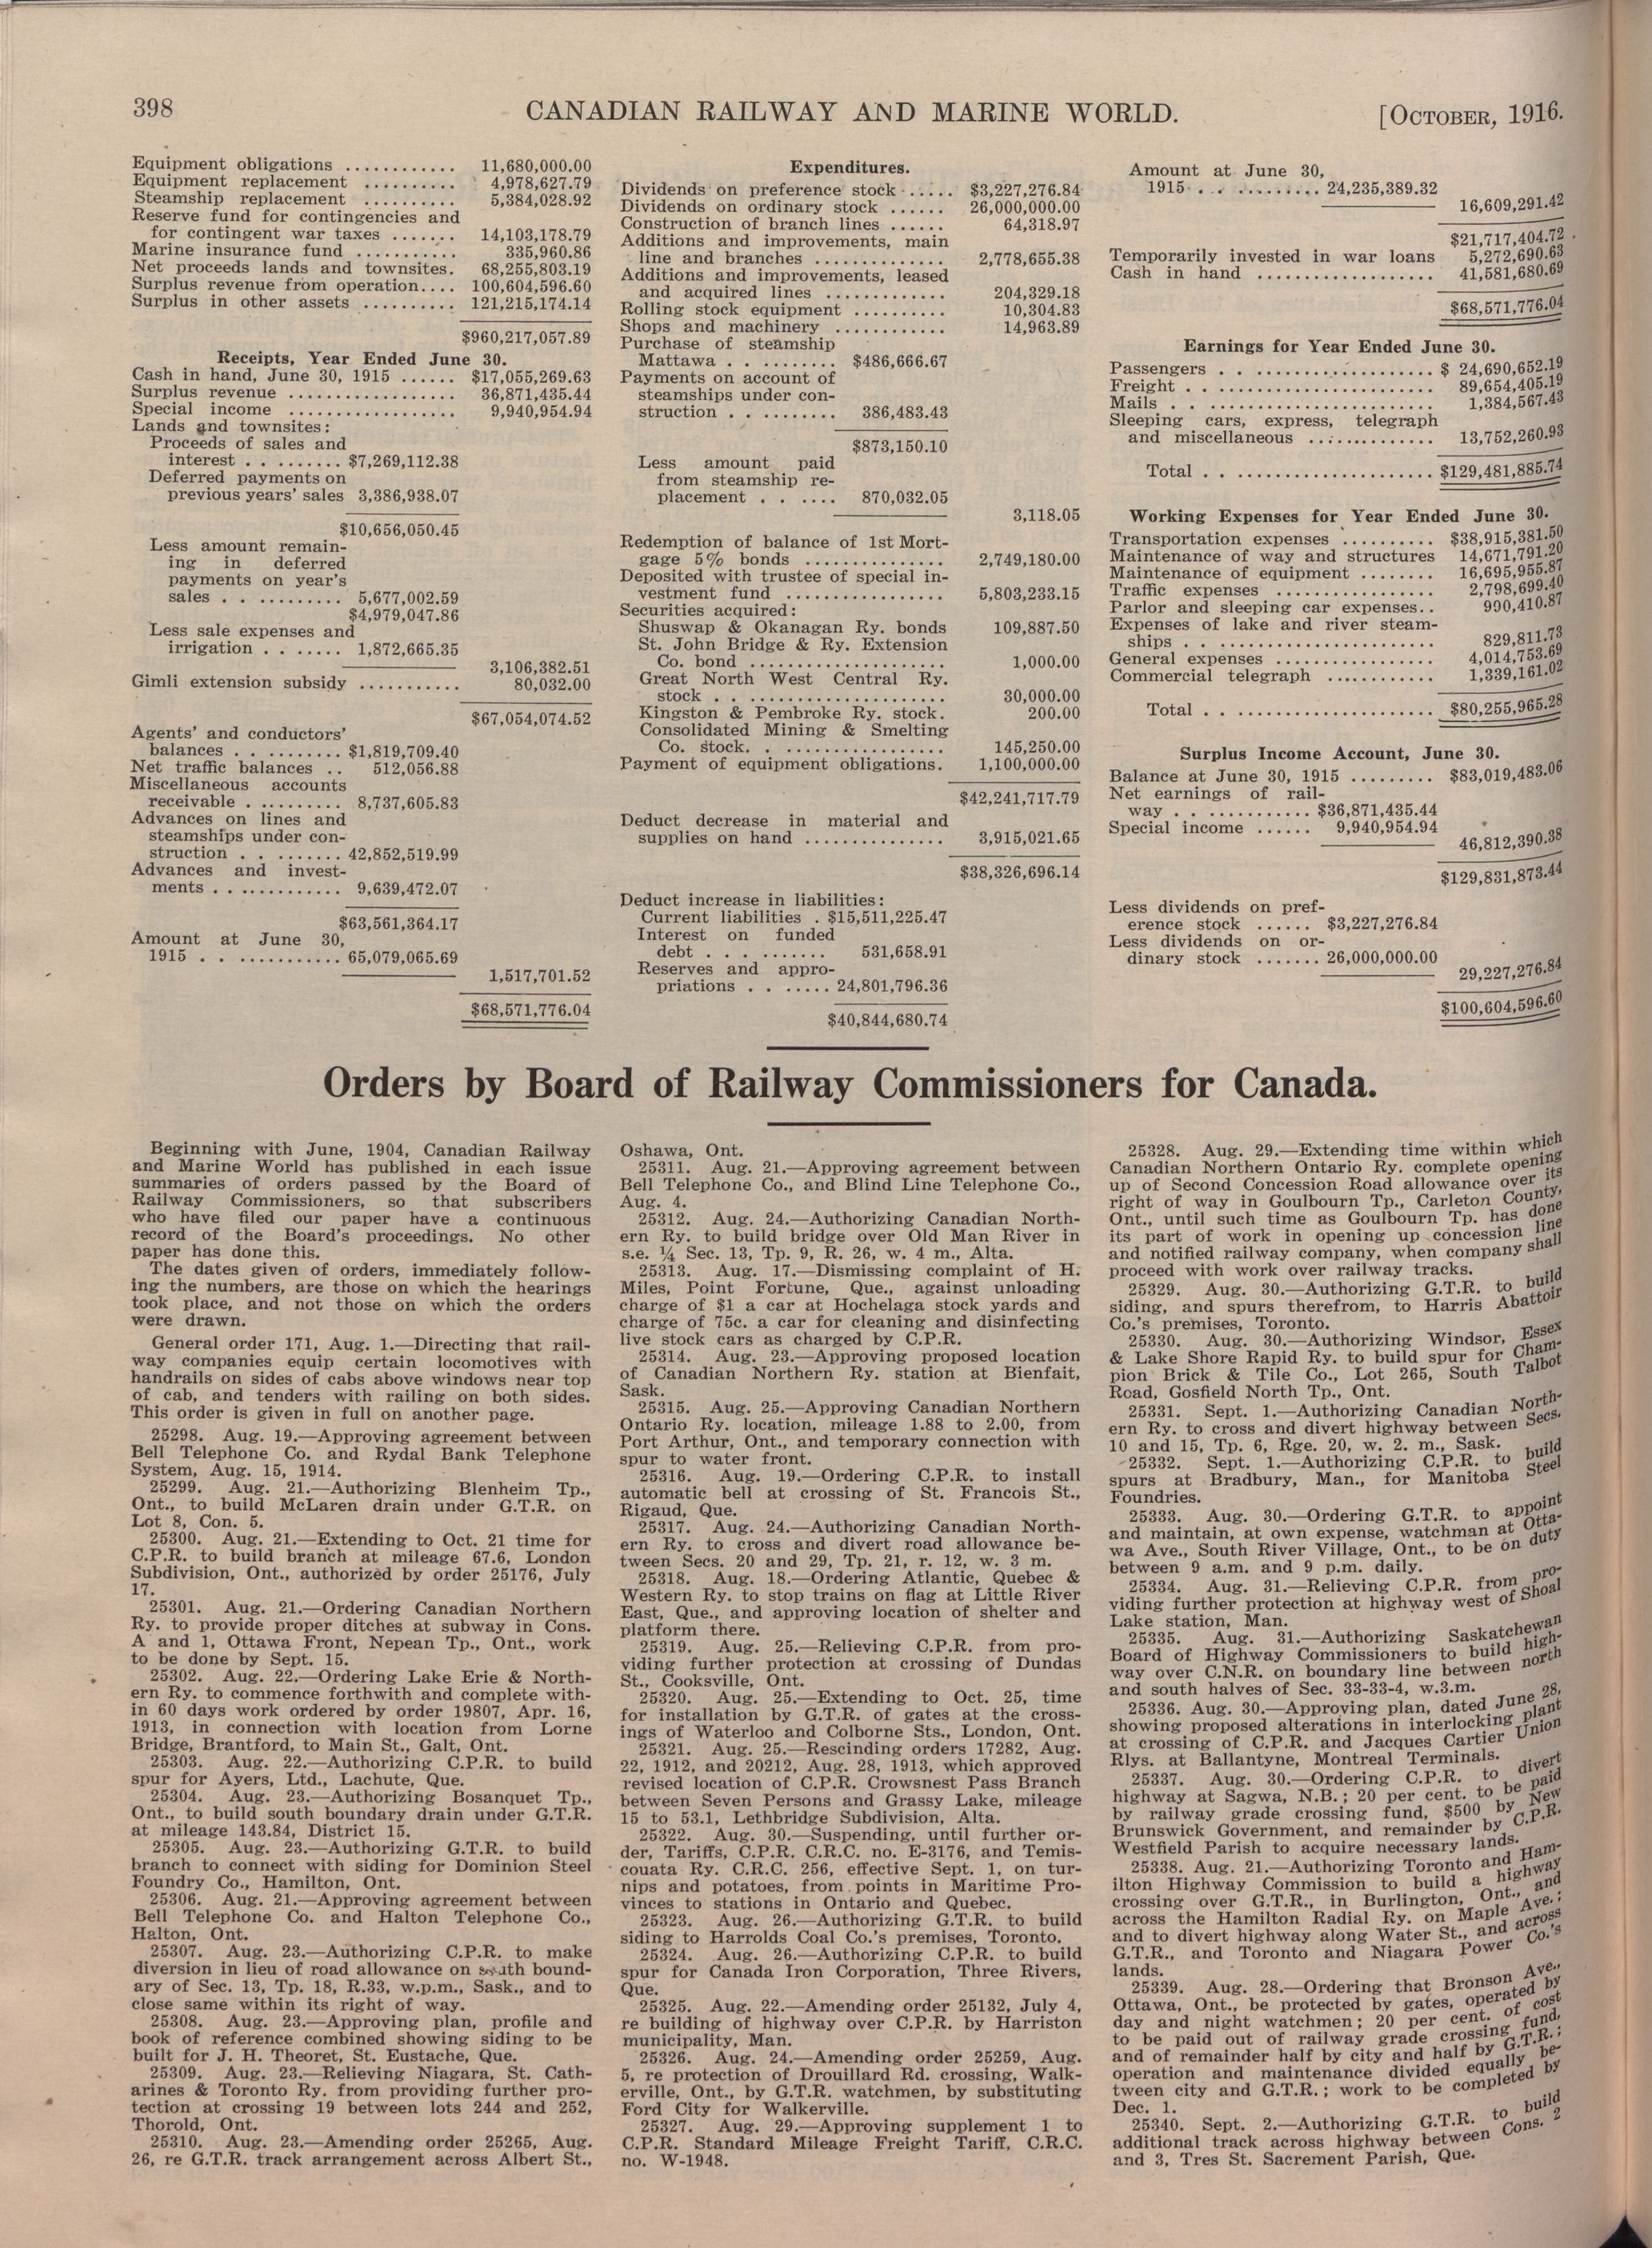 398
CANADIAN RAILWAY AND MARINE WORLD.
[OCTOBER, 1916.
Equipment obligations ............ 11,680,000.00
Equipment replacement .......... 4,978,627.79
Steamship replacement .......... 5,384,028.92
Reserve fund for contingencies and
for contingent war taxes ....... 14,103,178.79
Marine insurance fund ........... 335,960.86
Net proceeds lands and townsites. 68,255,803.19
Surplus revenue from operation.... 100,604,596.60
Surplus in other assets .......... 121,215,174.14
$960,217,057.89
Receipts, Year Ended June 30.
Cash in hand, June 30, 1915 ...... $17,055,269.63
Surplus revenue ................. 36,871,435.44
Special income ................. 9,940,954.94
Lands and townsites:
Proceeds of sales and
interest . . ........ $7,269,112.38
Deferred payments on
previous years' sales 3,386,938.07
$10,656,050.45
Less amount remain-
ing in deferred
payments on year's
sales . . .......... 5,677,002.59
$4,979,047.86
Less sale expenses and
irrigation . . ...... 1,872,665.35
3,106,382.51
Gimli extension subsidy ........... 80,032.00
$67,054,074.52
Agents' and conductors'
balances . . ......... $1,819,709.40
Net traffic balances .. 512,056.88
Miscellaneous accounts
receivable . ......... 8,737,605.83
Advances on lines and
steamships under con-
struction . . ........ 42,852,519.99
Advances and invest-
ments . . ........... 9,639,472.07
$63,561,364.17
Amount at June 30,
1915 . . ........... 65,079,065.69
1,517,701.52
$68,571,776.04
Expenditures.
Dividends on preference stock ..... $3,227,276.84
Dividends on ordinary stock ...... 26,000,000.00
Construction of branch lines ...... 64,318.97
Additions and improvements, main
line and branches ............. 2,778,655.38
Additions and improvements, leased
and acquired lines ............. 204,329.18
Rolling stock equipment .......... 10,304.83
Shops and machinery ............ 14,963.89
Purchase of steamship
Mattawa . . ........ $486,666.67
Payments on account of
steamships under con-
struction . . ........ 386,483.43
$873,150.10
Less amount paid
from steamship re-
placement . . .... 870,032.05
3,118.05
Redemption of balance of 1st Mort-
gage 5% bonds ............... 2,749,180.00
Deposited with trustee of special in-
vestment fund ................ 5,803,233.15
Securities acquired:
Shuswap & Okanagan Ry. bonds 109,887.50
St. John Bridge & Ry. Extension
Co. bond ..................... 1,000.00
Great North West Central Ry.
stock . . ..................... 30,000.00
Kingston & Pembroke Ry. stock. 200.00
Consolidated Mining & Smelting
Co. stock. . ................. 145,250.00
Payment of equipment obligations. 1,100,000.00
$42,241,717.79
Deduct decrease in material and
supplies on hand ............... 3,915,021.65
$38,326,696.14
Deduct increase in liabilities:
Current liabilities . $15,511,225.47
Interest on funded
debt . . ........ 531,658.91
Reserves and appro-
priations . . ...... 24,801,796.36
$40,844,680.74
Amount at June 30,
1915 . . ......... 24,235,389.32
16,609,291.42
$21,717,404.72
Temporarily invested in war loans 5,272,690.63
Cash in hand .................. 41,581,680.69
$68,571,776.04
Earnings for Year Ended June 30.
Passengers . . .................... $ 24,690,652.19
Freight . . ....................... 89,654,405.19
Mails . . ........................ 1,384,567.43
Sleeping cars, express, telegraph
and miscellaneous ............. 13,752,260.93
Total . . ..................... $129,481,885.74
Working Expenses for Year Ended June 30.
Transportation expenses .......... $38,915,381.50
Maintenance of way and structures 14,671,791.20
Maintenance of equipment ........ 16,695,955.87
Traffic expenses ................ 2,798,699.40
Parlor and sleeping car expenses.. 990,410.87
Expenses of lake and river steam-
ships . . ....................... 829,811.73
General expenses ................ 4,014,753.69
Commercial telegraph ............ 1,339,161.02
Total . . ..................... $80,255,965.28
Surplus Income Account, June 30.
Balance at June 30, 1915 ......... $83,019,483.06
Net earnings of rail-
way . . ............ $36,871,435.44
Special income ...... 9,940,954.94
46,812,390.38
$129,831,873.44
Less dividends on pref-
erence stock ...... $3,227,276.84
Less dividends on or-
dinary stock ....... 26,000,000.00
29,227,276.84
$100,604,596.60
Orders by Board of Railway Commissioners for Canada.
Beginning with June, 1904, Canadian Railway
and Marine World has published in each issue
summaries of orders passed by the Board of
Railway Commissioners, so that subscribers
who have filed our paper have a continuous
record of the Board's proceedings. No other
paper has done this.
The dates given of orders, immediately follow-
ing the numbers, are those on which the hearings
took place, and not those on which the orders
were drawn.
General order 171, Aug. 1.—Directing that rail-
way companies equip certain locomotives with
handrails on sides of cabs above windows near top
of cab, and tenders with railing on both sides.
This order is given in full on another page.
25298. Aug. 19.—Approving agreement between
Bell Telephone Co. and Rydal Bank Telephone
System, Aug. 15, 1914.
25299. Aug. 21.—Authorizing Blenheim Tp.,
Ont., to build McLaren drain under G.T.R. on
Lot 8, Con. 5.
25300. Aug. 21.—Extending to Oct. 21 time for
C.P.R. to build branch at mileage 67.6, London
Subdivision, Ont., authorized by order 25176, July
17.
25301. Aug. 21.—Ordering Canadian Northern
Ry. to provide proper ditches at subway in Cons.
A and 1, Ottawa Front, Nepean Tp., Ont., work
to be done by Sept. 15.
25302. Aug. 22.—Ordering Lake Erie & North-
ern Ry. to commence forthwith and complete with-
in 60 days work ordered by order 19807, Apr. 16,
1913, in connection with location from Lorne
Bridge, Brantford, to Main St., Galt, Ont.
25303. Aug. 22.—Authorizing C.P.R. to build
spur for Ayers, Ltd., Lachute, Que.
25304. Aug. 23.—Authorizing Bosanquet Tp.,
Ont., to build south boundary drain under G.T.R.
at mileage 143.84, District 15.
25305. Aug. 23.—Authorizing G.T.R. to build
branch to connect with siding for Dominion Steel
Foundry Co., Hamilton, Ont.
25306. Aug. 21.—Approving agreement between
Bell Telephone Co. and Halton Telephone Co.,
Halton, Ont.
25307. Aug. 23.—Authorizing C.P.R. to make
diversion in lieu of road allowance on south bound-
ary of Sec. 13, Tp. 18, R.33, w.p.m., Sask., and to
close same within its right of way.
25308. Aug. 23.—Approving plan, profile and
book of reference combined showing siding to be
built for J. H. Theoret, St. Eustache, Que.
25309. Aug. 23.—Relieving Niagara, St. Cath-
arines & Toronto Ry. from providing further pro-
tection at crossing 19 between lots 244 and 252,
Thorold, Ont.
25310. Aug. 23.—Amending order 25265, Aug.
26, re G.T.R. track arrangement across Albert St.,
Oshawa, Ont.
25311. Aug. 21.—Approving agreement between
Bell Telephone Co., and Blind Line Telephone Co.,
Aug. 4.
25312. Aug. 24.—Authorizing Canadian North-
ern Ry. to build bridge over Old Man River in
s.e. ¼ Sec. 13, Tp. 9, R. 26, w. 4 m., Alta.
25313. Aug. 17.—Dismissing complaint of H.
Miles, Point Fortune, Que., against unloading
charge of $1 a car at Hochelaga stock yards and
charge of 75c. a car for cleaning and disinfecting
live stock cars as charged by C.P.R.
25314. Aug. 23.—Approving proposed location
of Canadian Northern Ry. station at Bienfait,
Sask.
25315. Aug. 25.—Approving Canadian Northern
Ontario Ry. location, mileage 1.88 to 2.00, from
Port Arthur, Ont., and temporary connection with
spur to water front.
25316. Aug. 19.—Ordering C.P.R. to install
automatic bell at crossing of St. Francois St.,
Rigaud, Que.
25317. Aug. 24.—Authorizing Canadian North-
ern Ry. to cross and divert road allowance be-
tween Secs. 20 and 29, Tp. 21, r. 12, w. 3 m.
25318. Aug. 18.—Ordering Atlantic, Quebec &
Western Ry. to stop trains on flag at Little River
East, Que., and approving location of shelter and
platform there.
25319. Aug. 25.—Relieving C.P.R. from pro-
viding further protection at crossing of Dundas
St., Cooksville, Ont.
25320. Aug. 25.—Extending to Oct. 25, time
for installation by G.T.R. of gates at the cross-
ings of Waterloo and Colborne Sts., London, Ont.
25321. Aug. 25.—Rescinding orders 17282, Aug.
22, 1912, and 20212, Aug. 28, 1913, which approved
revised location of C.P.R. Crowsnest Pass Branch
between Seven Persons and Grassy Lake, mileage
15 to 53.1, Lethbridge Subdivision, Alta.
25322. Aug. 30.—Suspending, until further or-
der, Tariffs, C.P.R. C.R.C. no. E-3176, and Temis-
couata Ry. C.R.C. 256, effective Sept. 1, on tur-
nips and potatoes, from points in Maritime Pro-
vinces to stations in Ontario and Quebec.
25323. Aug. 26.—Authorizing G.T.R. to build
siding to Harrolds Coal Co.'s premises, Toronto.
25324. Aug. 26.—Authorizing C.P.R. to build
spur for Canada Iron Corporation, Three Rivers,
Que.
25325. Aug. 22.—Amending order 25132, July 4,
re building of highway over C.P.R. by Harriston
municipality, Man.
25326. Aug. 24.—Amending order 25259, Aug.
5, re protection of Drouillard Rd. crossing, Walk-
erville, Ont., by G.T.R. watchmen, by substituting
Ford City for Walkerville.
25327. Aug. 29.—Approving supplement 1 to
C.P.R. Standard Mileage Freight Tariff, C.R.C.
no. W-1948.
25328. Aug. 29.—Extending time within which
Canadian Northern Ontario Ry. complete opening
up of Second Concession Road allowance over its
right of way in Goulbourn Tp., Carleton County,
Ont., until such time as Goulbourn Tp. has done
its part of work in opening up concession line
and notified railway company, when company shall
proceed with work over railway tracks.
25329. Aug. 30.—Authorizing G.T.R. to build
siding, and spurs therefrom, to Harris Abattoir
Co.'s premises, Toronto.
25330. Aug. 30.—Authorizing Windsor, Essex
& Lake Shore Rapid Ry. to build spur for Cham-
pion Brick & Tile Co., Lot 265, South Talbot
Road, Gosfield North Tp., Ont.
25331. Sept. 1.—Authorizing Canadian North-
ern Ry. to cross and divert highway between Secs.
10 and 15, Tp. 6, Rge. 20, w. 2. m., Sask.
25332. Sept. 1.—Authorizing C.P.R. to build
spurs at Bradbury, Man., for Manitoba Steel
Foundries.
25333. Aug. 30.—Ordering G.T.R. to appoint
and maintain, at own expense, watchman at Otta-
wa Ave., South River Village, Ont., to be on duty
between 9 a.m. and 9 p.m. daily.
25334. Aug. 31.—Relieving C.P.R. from pro-
viding further protection at highway west of Shoal
Lake station, Man.
25335. Aug. 31.—Authorizing Saskatchewan
Board of Highway Commissioners to build high-
way over C.N.R. on boundary line between north
and south halves of Sec. 33-33-4, w.3.m.
25336. Aug. 30.—Approving plan, dated June 28,
showing proposed alterations in interlocking plant
at crossing of C.P.R. and Jacques Cartier Union
Rlys. at Ballantyne, Montreal Terminals.
25337. Aug. 30.—Ordering C.P.R. to divert
highway at Sagwa, N.B.; 20 per cent. to be paid
by railway grade crossing fund, $500 by New
Brunswick Government, and remainder by C.P.R.
Westfield Parish to acquire necessary lands.
25338. Aug. 21.—Authorizing Toronto and Ham-
ilton Highway Commission to build a highway
crossing over G.T.R., in Burlington, Ont., and
across the Hamilton Radial Ry. on Maple Ave.;
and to divert highway along Water St., and across
G.T.R., and Toronto and Niagara Power Co.'s
lands.
25339. Aug. 28.—Ordering that Bronson Ave.,
Ottawa, Ont., be protected by gates, operated by
day and night watchmen; 20 per cent. of cost
to be paid out of railway grade crossing fund,
and of remainder half by city and half by G.T.R.;
operation and maintenance divided equally be-
tween city and G.T.R.; work to be completed by
Dec. 1.
25340. Sept. 2.—Authorizing G.T.R. to build
additional track across highway between Cons. 2
and 3, Tres St. Sacrement Parish, Que.